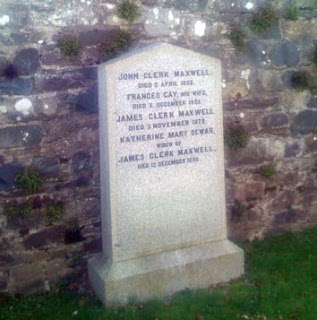 JOHN CLERK MAXWELL,
DIED 3 APRIL 1856.
FRANCES CAY, HIS WIFE,
DIED 6 DECEMBER 1839.
JAMES CLERK MAXWELL
DIED 5 NOVEMBER 1879.
KATHERINE MARY DEWAR,
WIDOW OF
JAMES CLERK MAXWELL,
DIED 12 DECEMBER 1886.